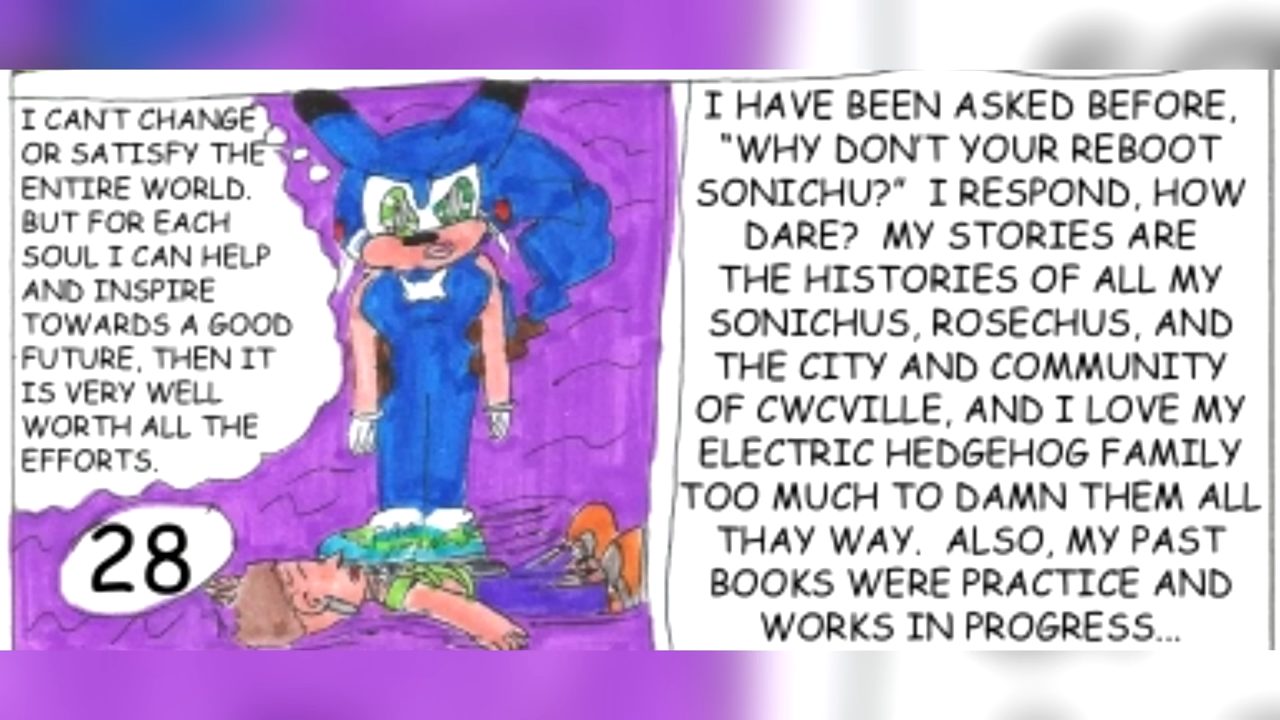 I CAN'T CHANGE
OR SATISFY THE
ENTIRE WORLD.
BUT FOR EACH
SOUL I CAN HELP
AND INSPIRE
TOWARDS A GOOD
FUTURE, THEN IT
IS VERY WELL
WORTH ALL THE
EFFORTS.
28
I HAVE BEEN ASKED BEFORE,
"WHY DON'T YOUR REBOOT
SONICHU?" I RESPOND, HOW
DARE? MY STORIES ARE
THE HISTORIES OF ALL MY
SONICHUS, ROSECHUS, AND
THE CITY AND COMMUNITY
OF CWCVILLE, AND I LOVE MY
ELECTRIC HEDGEHOG FAMILY
TOO MUCH TO DAMN THEM ALL
THAY WAY. ALSO, MY PAST
BOOKS WERE PRACTICE AND
WORKS IN PROGRESS...